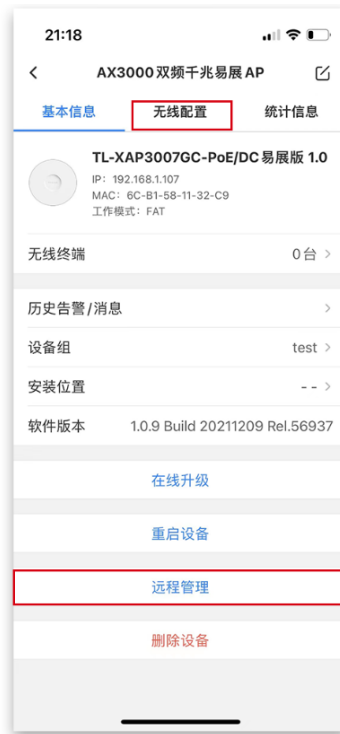 21:18
AX3000双频千兆易展AP
基本信息 无线配置 统计信息
TL-XAP3007GC-PoE/DC易展版 1.0
IP: 192.168.1.107
MAC: 6C-B1-58-11-32-C9
工作模式: FAT
无线终端 0台
历史告警/消息
设备组 test
安装位置 --
软件版本 1.0.9 Build 20211209 Rel.56937
在线升级
重启设备
远程管理
删除设备